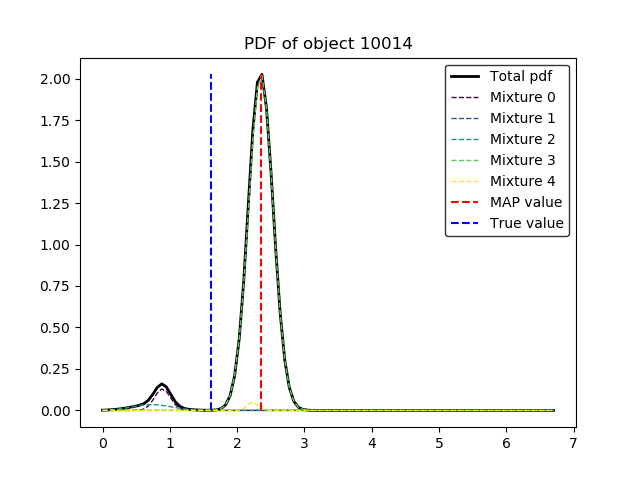 PDF of object 10014
2.00
1.75
1.50
1.25
1.00
0.75
0.50
0.25
0.00
0 1 2 3 4 5 6 7
Total pdf
Mixture 0
Mixture 1
Mixture 2
Mixture 3
Mixture 4
MAP value
True value